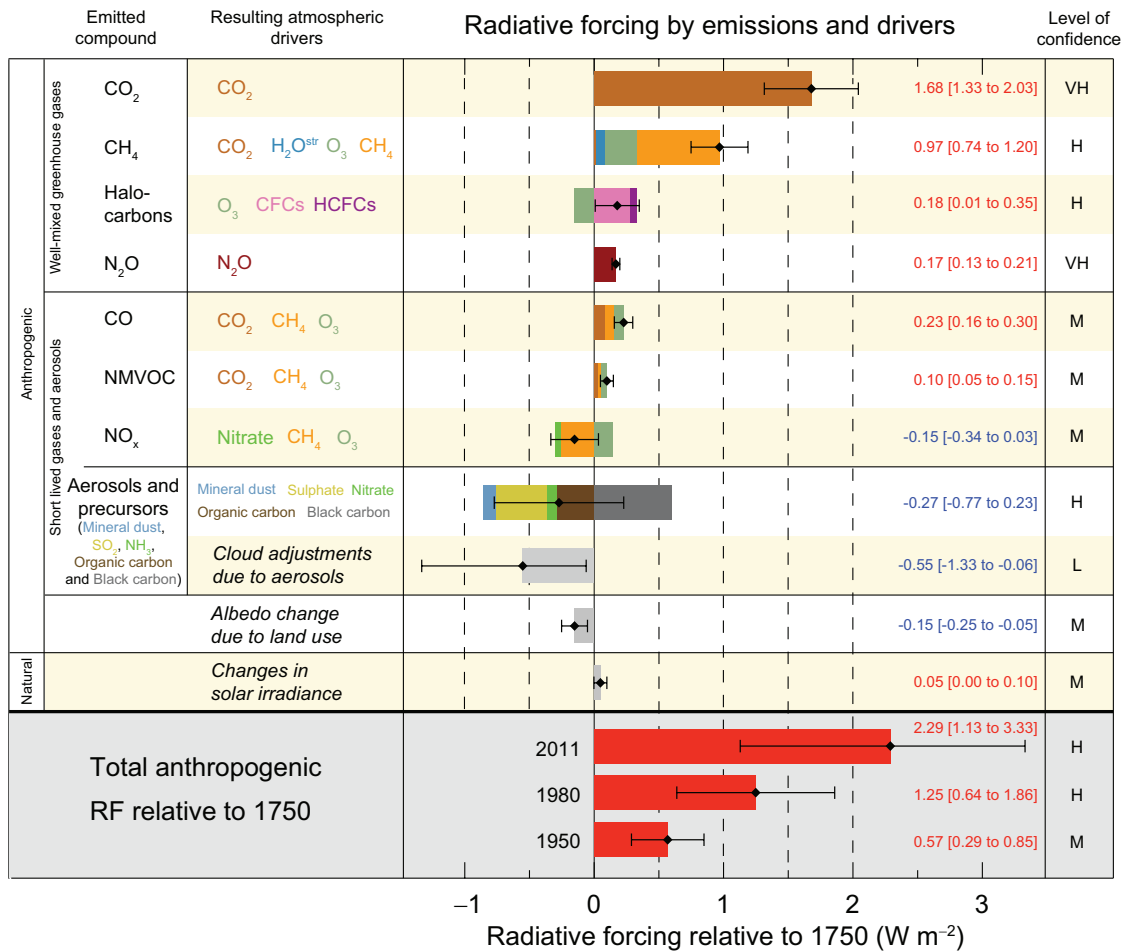 Emitted
compound
Resulting atmospheric
drivers
Radiative forcing by emissions and drivers
Level of
confidence
Anthropogenic
Well-mixed greenhouse gases
CO₂
CO₂
1.68 [1.33 to 2.03]
VH
CH₄
CO₂ H₂Oˢᵗʳ O₃ CH₄
0.97 [0.74 to 1.20]
H
Halo-
carbons
O₃ CFCs HCFCs
0.18 [0.01 to 0.35]
H
N₂O
N₂O
0.17 [0.13 to 0.21]
VH
Short lived gases and aerosols
CO
CO₂ CH₄ O₃
0.23 [0.16 to 0.30]
M
NMVOC
CO₂ CH₄ O₃
0.10 [0.05 to 0.15]
M
NOₓ
Nitrate CH₄ O₃
-0.15 [-0.34 to 0.03]
M
Aerosols and
precursors
(Mineral dust,
SO₂, NH₃,
Organic carbon
and Black carbon)
Mineral dust Sulphate Nitrate
Organic carbon Black carbon
-0.27 [-0.77 to 0.23]
H
Cloud adjustments
due to aerosols
-0.55 [-1.33 to -0.06]
L
Albedo change
due to land use
-0.15 [-0.25 to -0.05]
M
Natural
Changes in
solar irradiance
0.05 [0.00 to 0.10]
M
Total anthropogenic
RF relative to 1750
2011
2.29 [1.13 to 3.33]
H
1980
1.25 [0.64 to 1.86]
H
1950
0.57 [0.29 to 0.85]
M
−1 0 1 2 3
Radiative forcing relative to 1750 (W m⁻²)